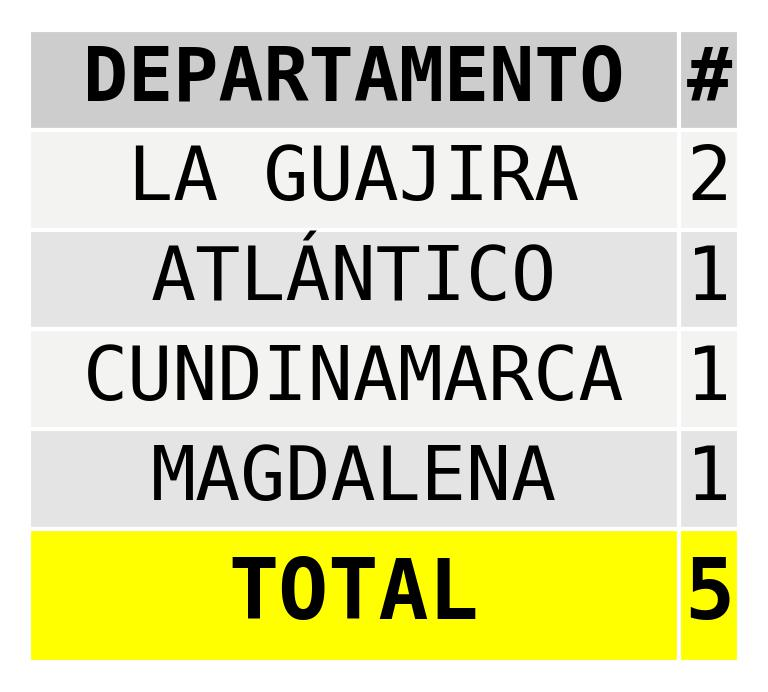 DEPARTAMENTO #
LA GUAJIRA 2
ATLÁNTICO 1
CUNDINAMARCA 1
MAGDALENA 1
TOTAL 5